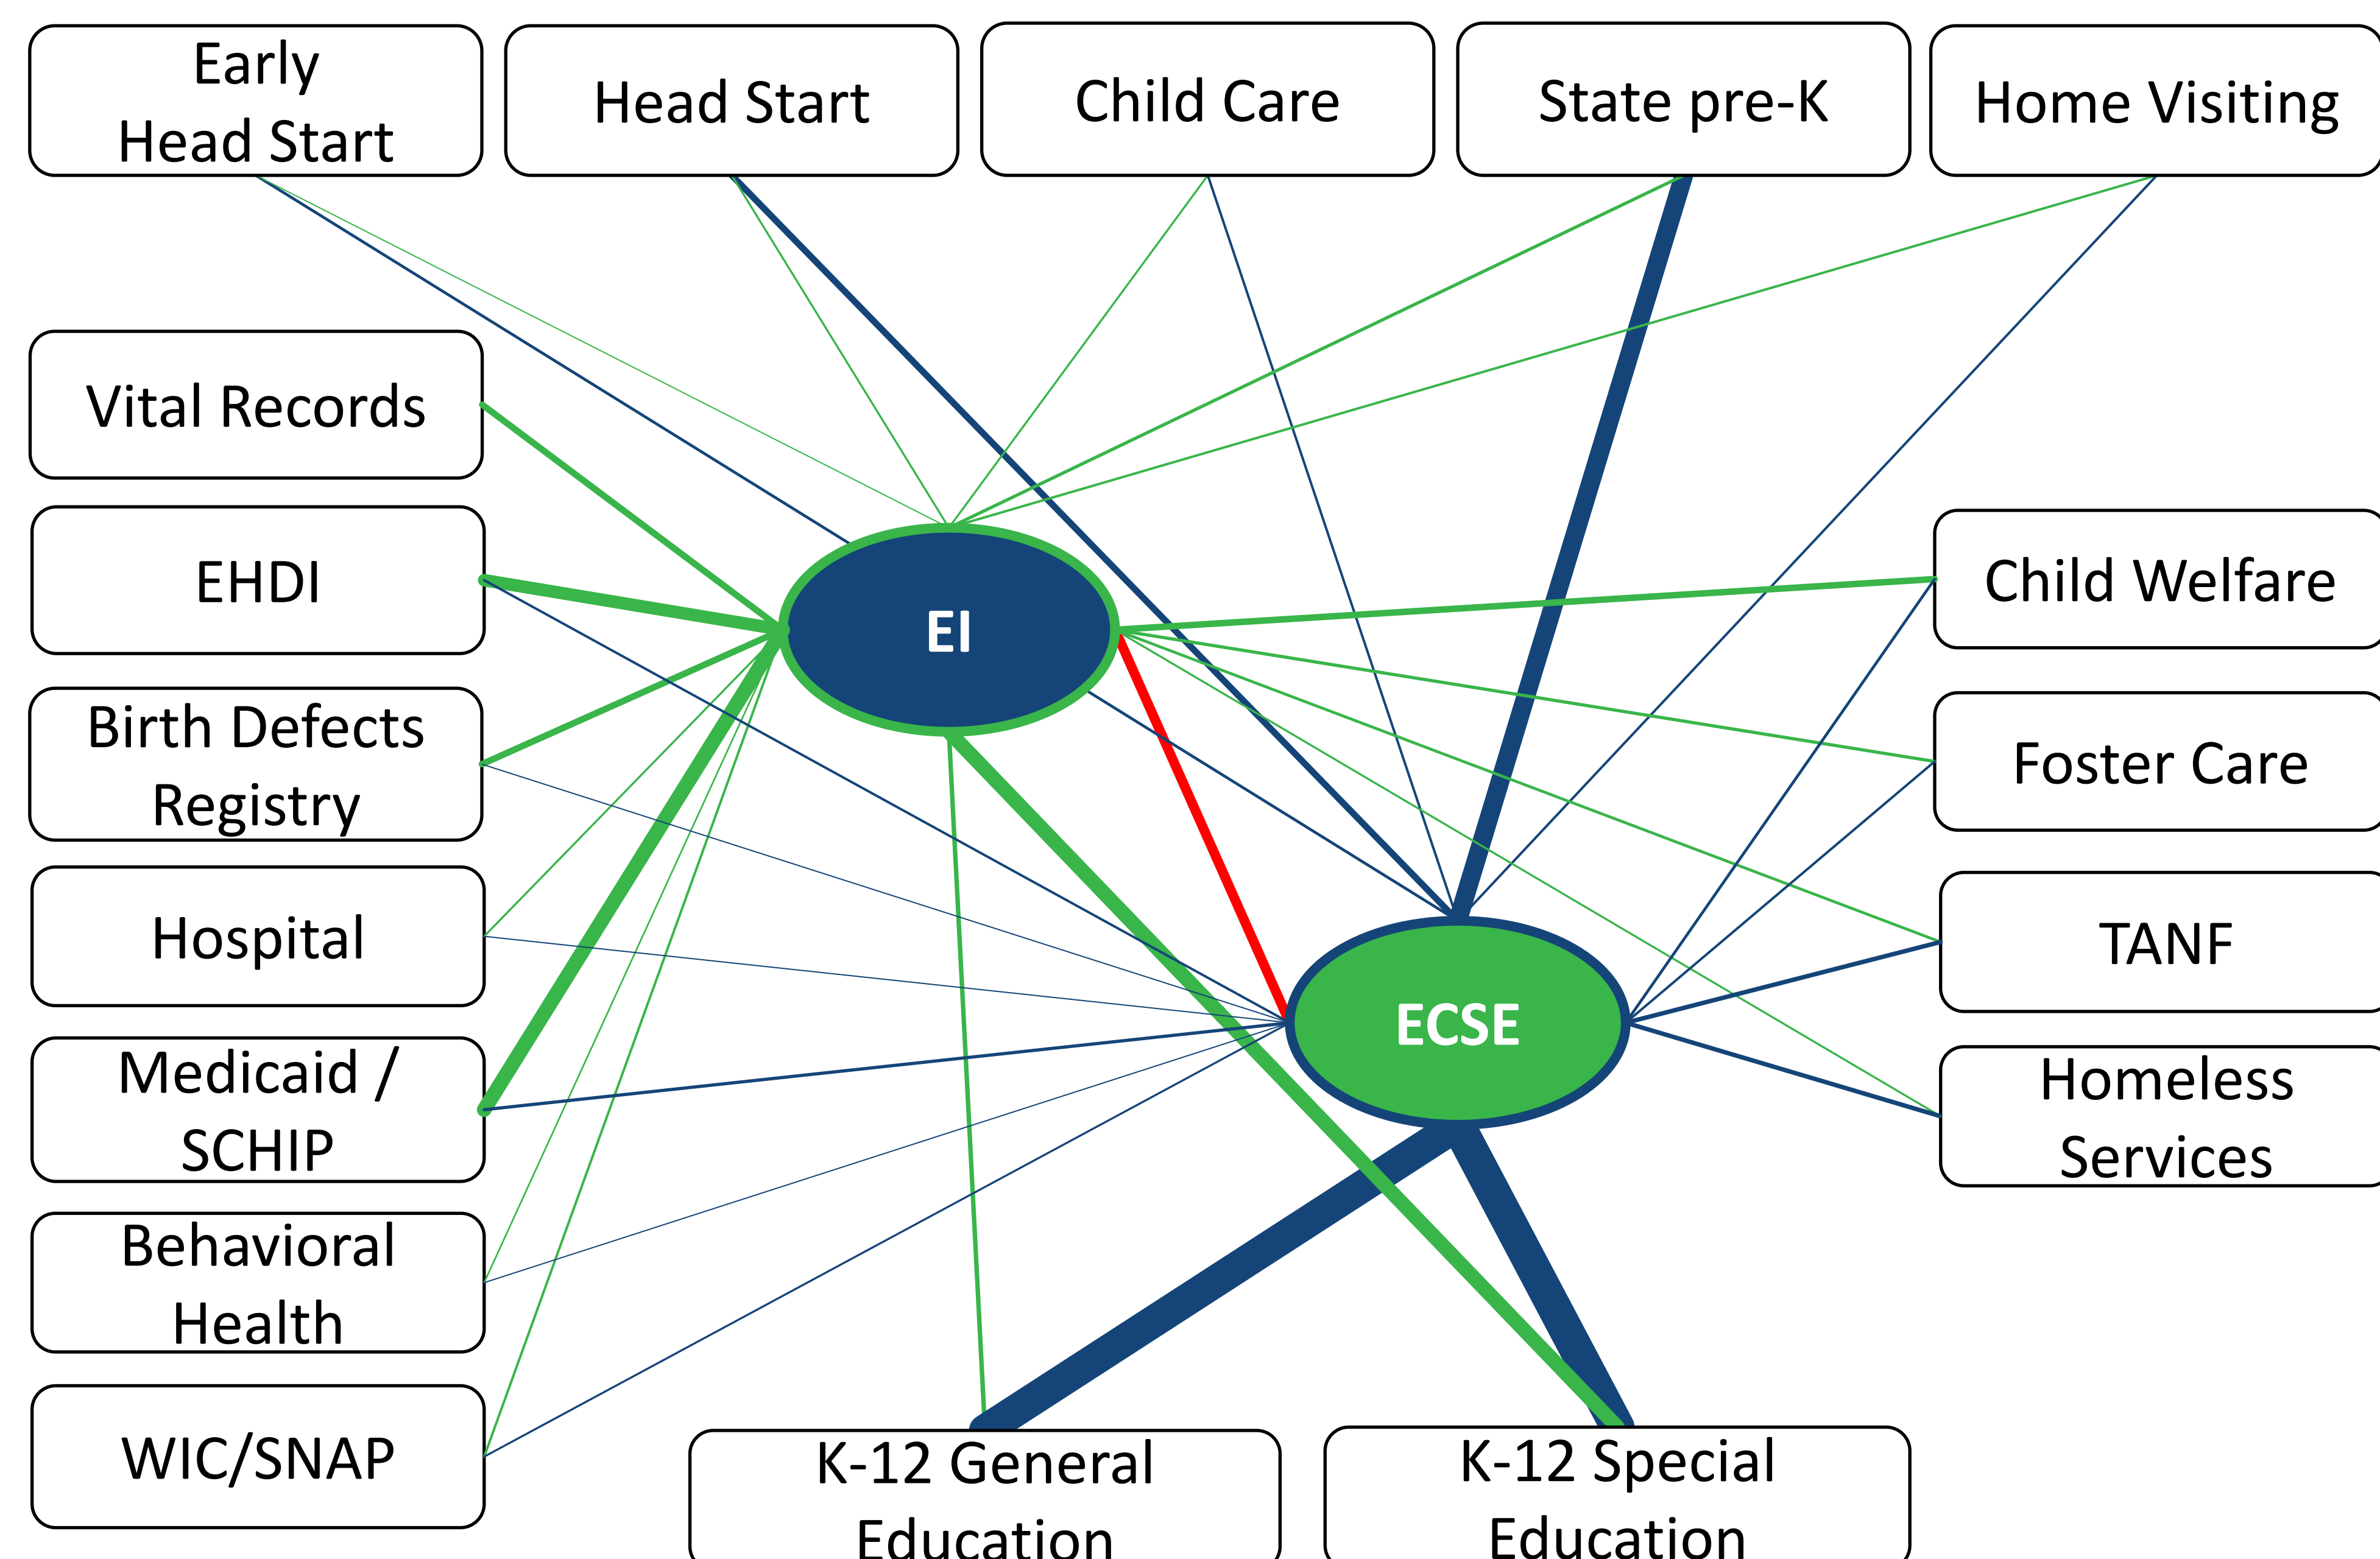 Early
Head Start
Head Start
Child Care
State pre-K
Home Visiting
Vital Records
EHDI
Birth Defects
Registry
Hospital
Medicaid /
SCHIP
Behavioral
Health
WIC/SNAP
EI
ECSE
Child Welfare
Foster Care
TANF
Homeless
Services
K-12 General
Education
K-12 Special
Education